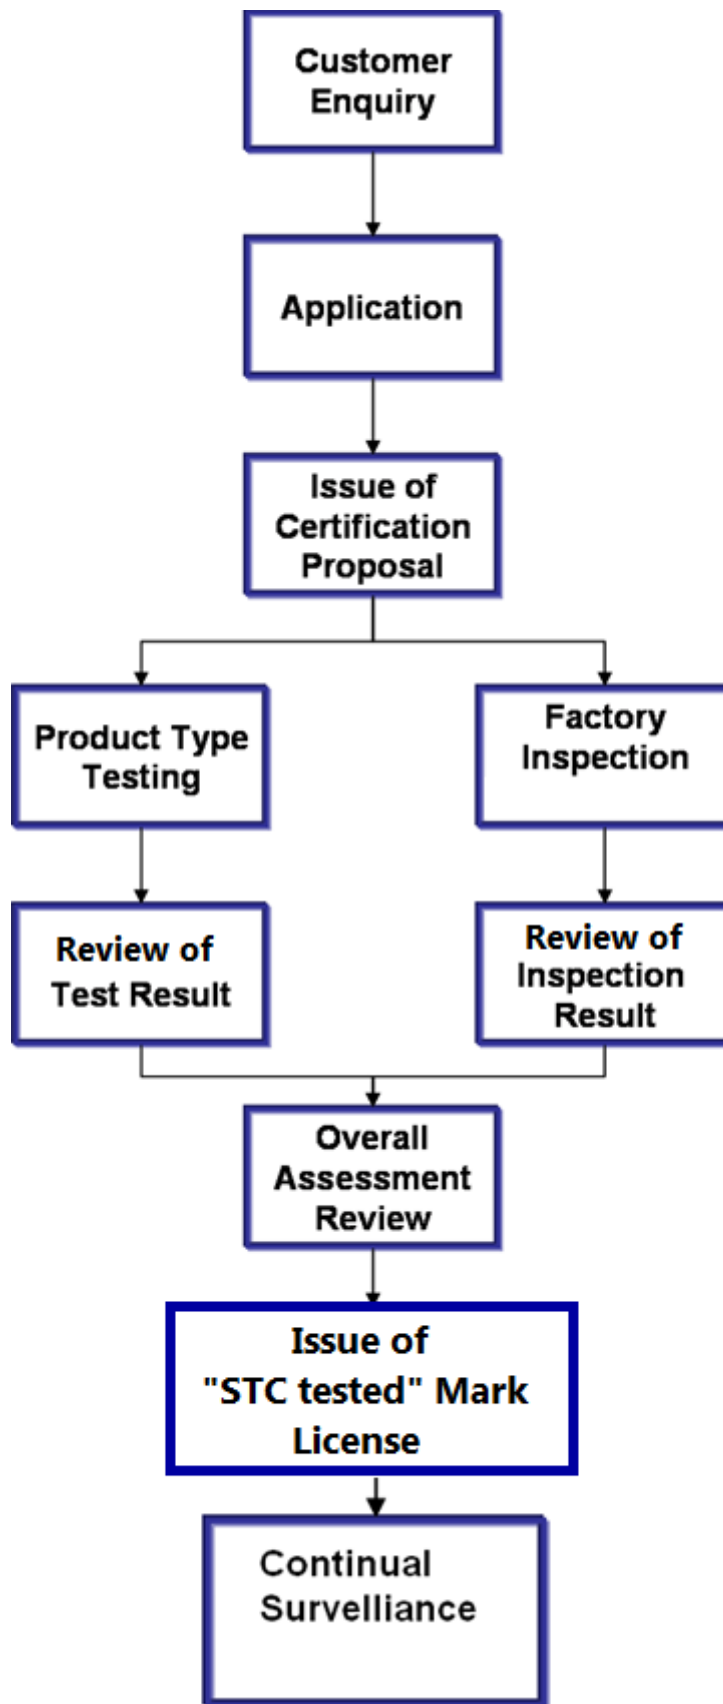 Customer
Enquiry
Application
Issue of
Certification
Proposal
Product Type
Testing
Factory
Inspection
Review of
Test Result
Review of
Inspection
Result
Overall
Assessment
Review
Issue of
"STC tested" Mark
License
Continual
Survelliance